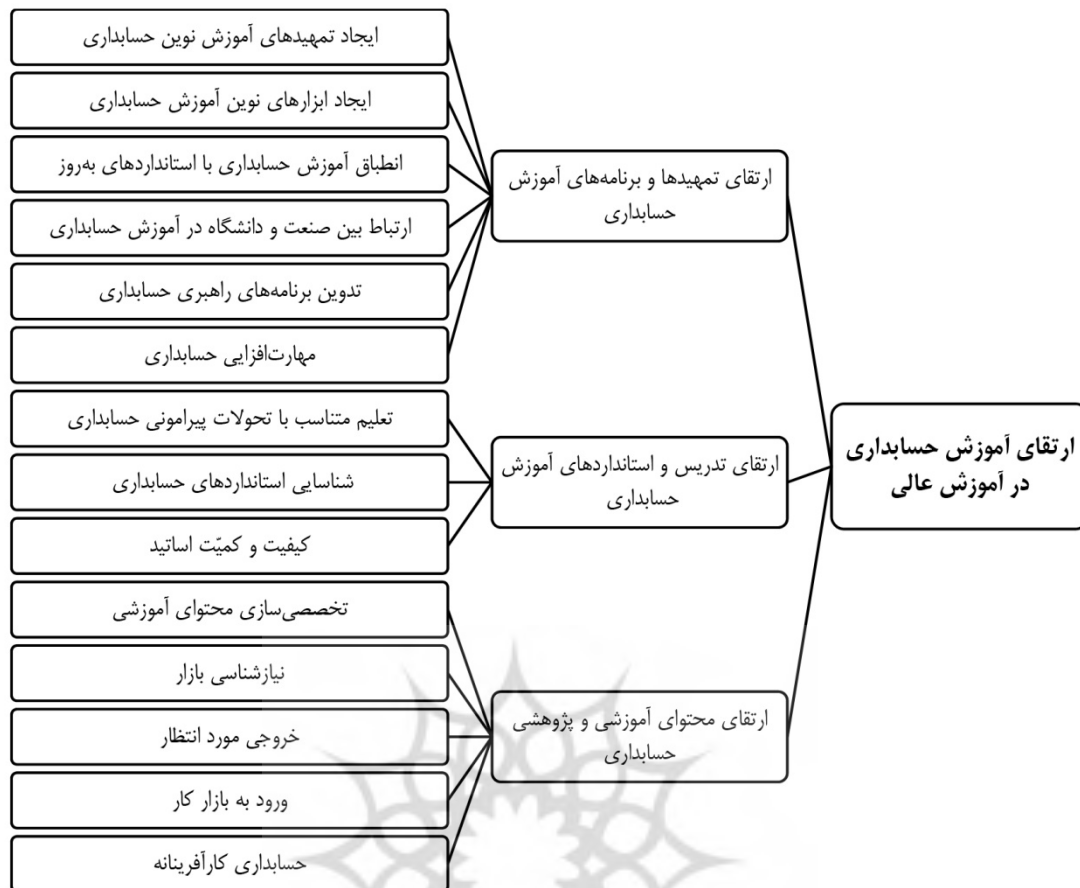 ارتقای آموزش حسابداری
در آموزش عالی
ارتقای تمهیدها و برنامه‌های آموزش
حسابداری
ایجاد تمهیدهای آموزش نوین حسابداری
ایجاد ابزارهای نوین آموزش حسابداری
انطباق آموزش حسابداری با استانداردهای به‌روز
ارتباط بین صنعت و دانشگاه در آموزش حسابداری
تدوین برنامه‌های راهبری حسابداری
مهارت‌افزایی حسابداری
ارتقای تدریس و استانداردهای آموزش
حسابداری
تعلیم متناسب با تحولات پیرامونی حسابداری
شناسایی استانداردهای حسابداری
کیفیت و کمیّت اساتید
ارتقای محتوای آموزشی و پژوهشی
حسابداری
تخصصی‌سازی محتوای آموزشی
نیازشناسی بازار
خروجی مورد انتظار
ورود به بازار کار
حسابداری کارآفرینانه